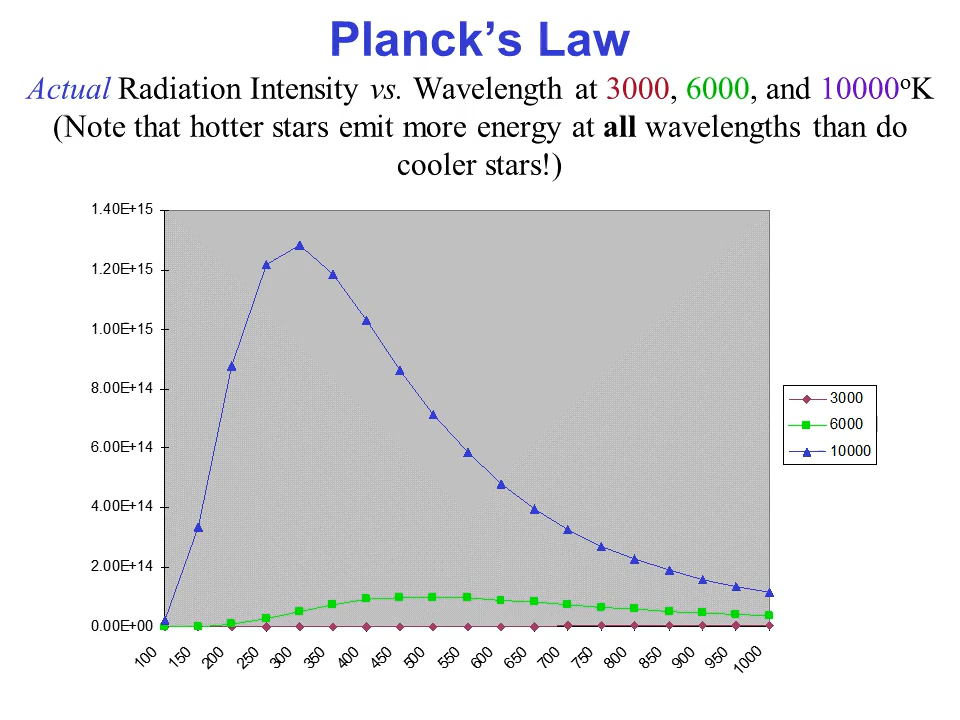 Planck’s Law
Actual Radiation Intensity vs. Wavelength at 3000, 6000, and 10000ºK
(Note that hotter stars emit more energy at all wavelengths than do
cooler stars!)
1.40E+15
1.20E+15
1.00E+15
8.00E+14
6.00E+14
4.00E+14
2.00E+14
0.00E+00
100 150 200 250 300 350 400 450 500 550 600 650 700 750 800 850 900 950 1000
3000
6000
10000